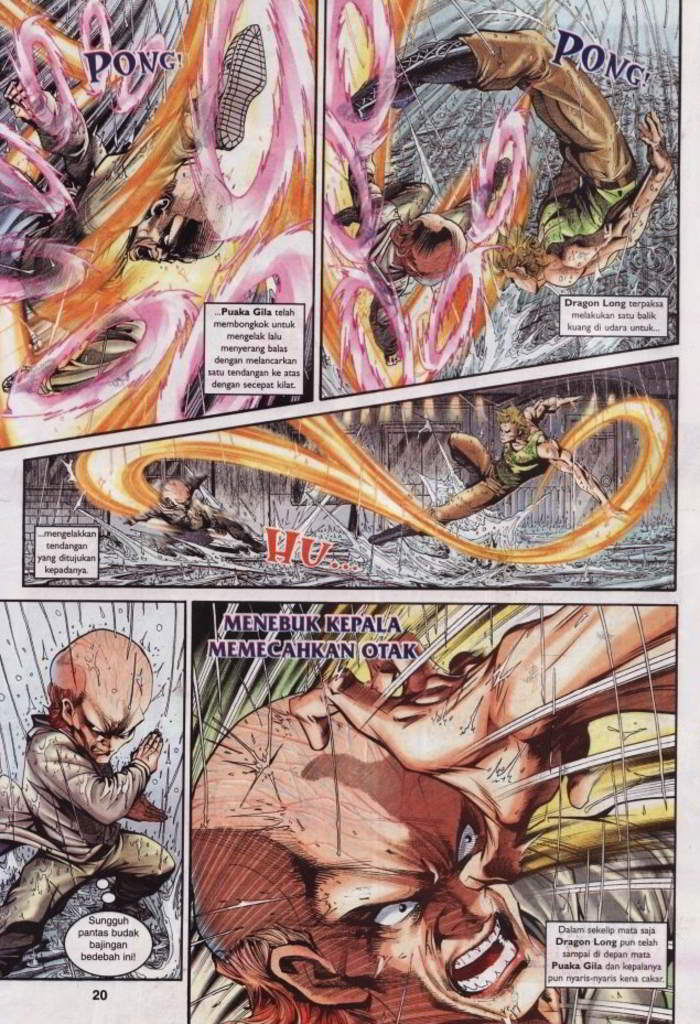 PONG!
PONG!
...Puaka Gila telah
membongkok untuk
mengelak lalu
menyerang balas
dengan melancarkan
satu tendangan ke atas
dengan secepat kilat.
Dragon Long terpaksa
melakukan satu balik
kuang di udara untuk...
...mengelakkan
tendangan
yang ditujukan
kepadanya.
HU...
MENEBUK KEPALA
MEMECAHKAN OTAK
Sungguh
pantas budak
bajingan
bedebah ini!
Dalam sekelip mata saja
Dragon Long pun telah
sampai di depan mata
Puaka Gila dan kepalanya
pun nyaris-nyaris kena cakar.
20